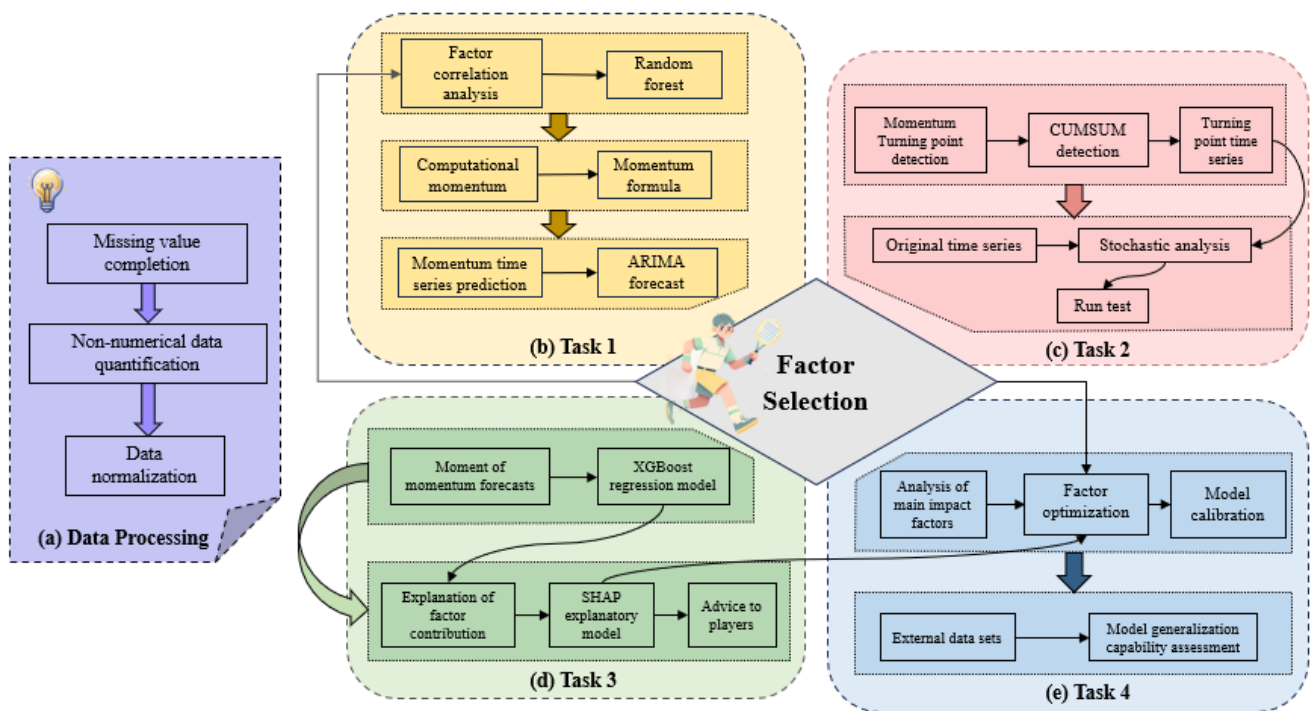 Missing value
completion
Non-numerical data
quantification
Data
normalization
(a) Data Processing
Factor
correlation
analysis
Random
forest
Computational
momentum
Momentum
formula
Momentum time
series prediction
ARIMA
forecast
(b) Task 1
Momentum
Turning point
detection
CUMSUM
detection
Turning
point time
series
Original time series
Stochastic analysis
Run test
(c) Task 2
Factor
Selection
Moment of
momentum forecasts
XGBoost
regression model
Explanation of
factor
contribution
SHAP
explanatory
model
Advice to
players
(d) Task 3
Analysis of
main impact
factors
Factor
optimization
Model
calibration
External data sets
Model generalization
capability assessment
(e) Task 4